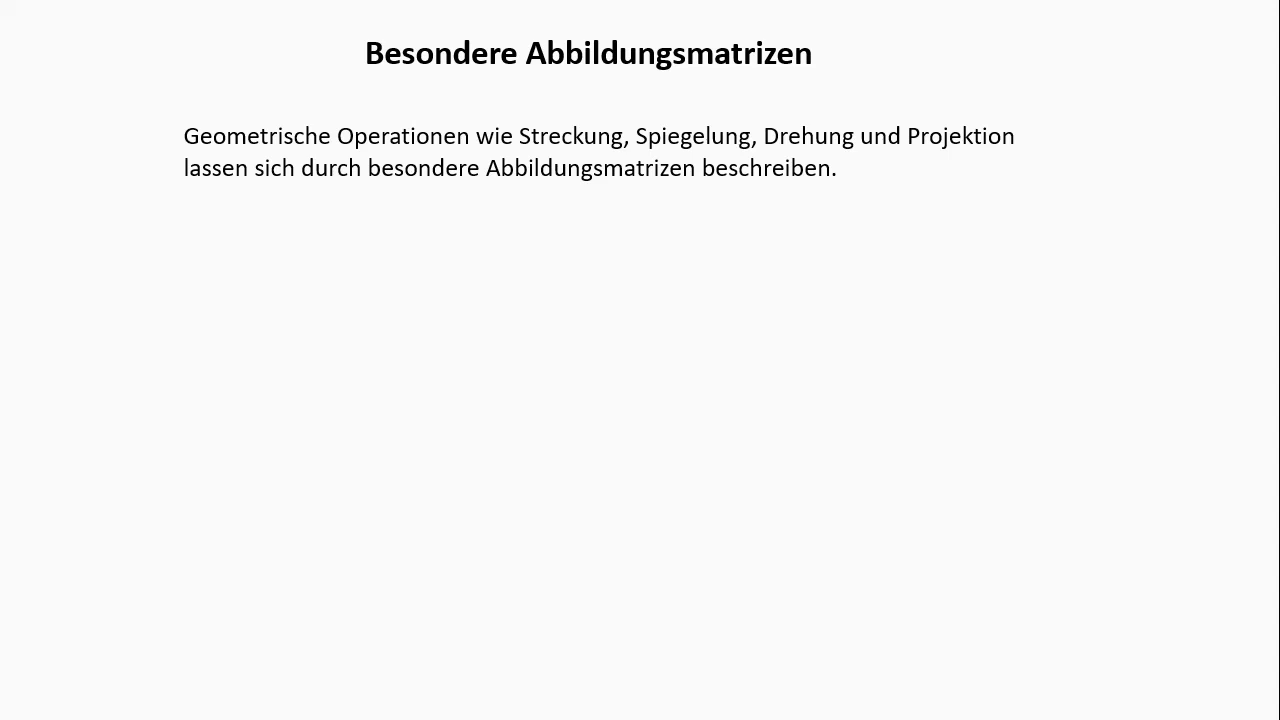 Besondere Abbildungsmatrizen
Geometrische Operationen wie Streckung, Spiegelung, Drehung und Projektion
lassen sich durch besondere Abbildungsmatrizen beschreiben.